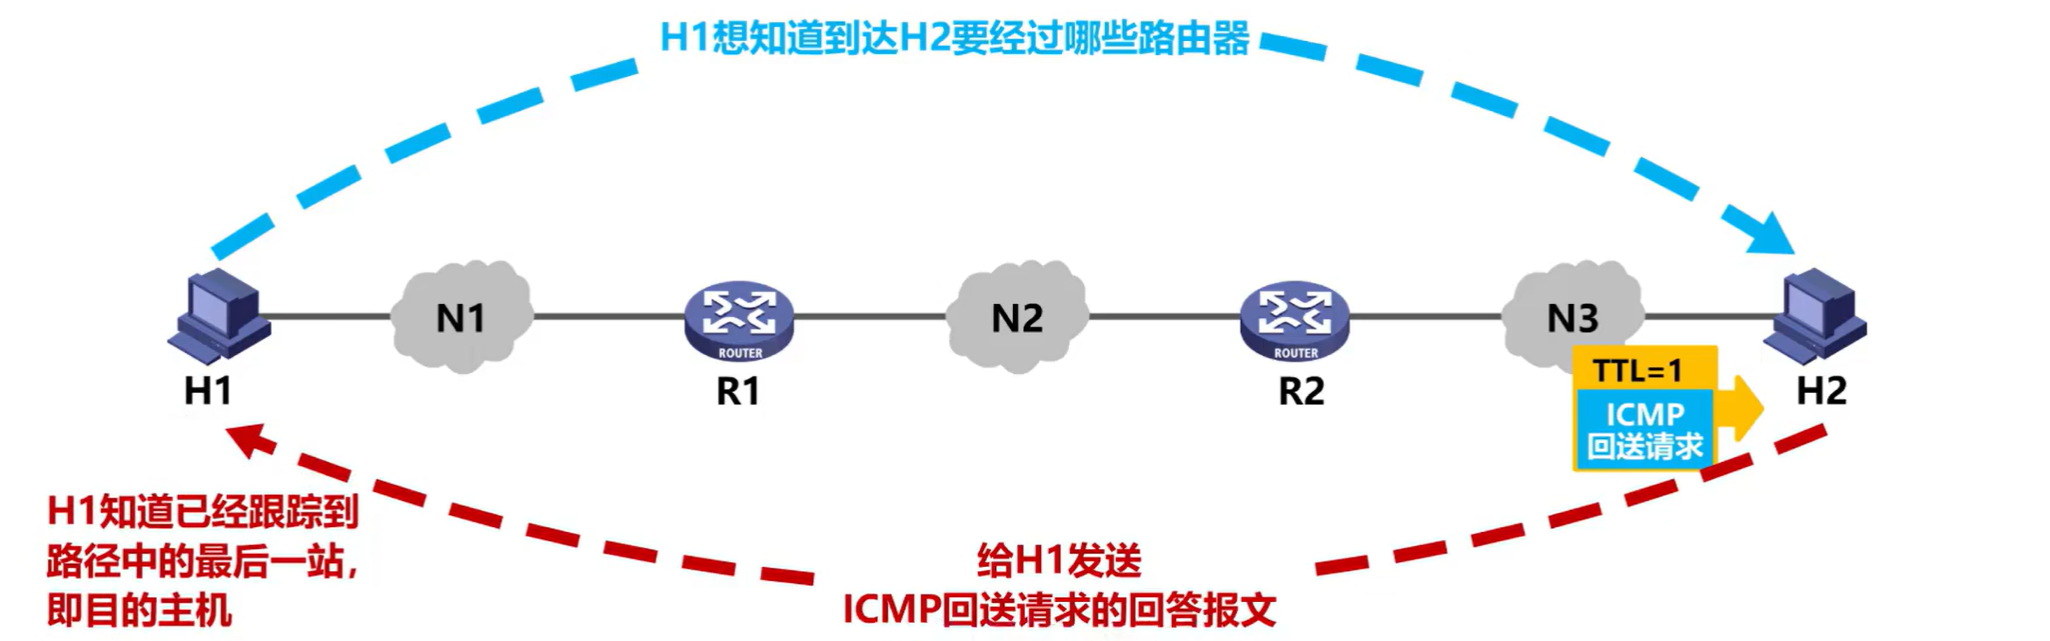 H1想知道到达H2要经过哪些路由器
N1
N2
N3
ROUTER
ROUTER
TTL=1
ICMP
回送请求
H1
R1
R2
H2
H1知道已经跟踪到
路径中的最后一站，
即目的主机
给H1发送
ICMP回送请求的回答报文